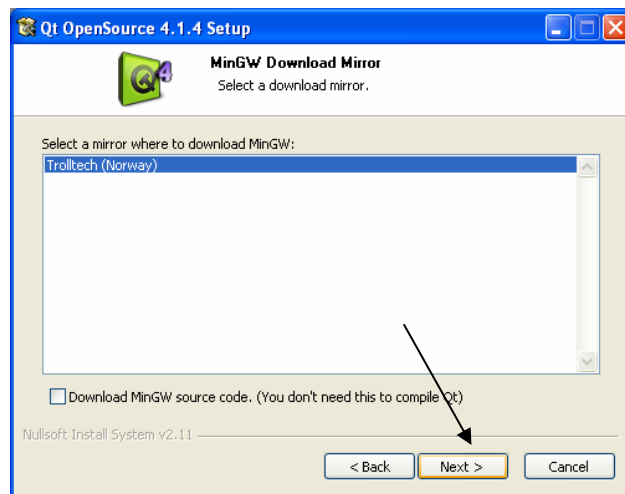 Qt OpenSource 4.1.4 Setup
MinGW Download Mirror
Select a download mirror.
Select a mirror where to download MinGW:
Trolltech (Norway)
Download MinGW source code. (You don't need this to compile Qt)
Nullsoft Install System v2.11
< Back Next > Cancel